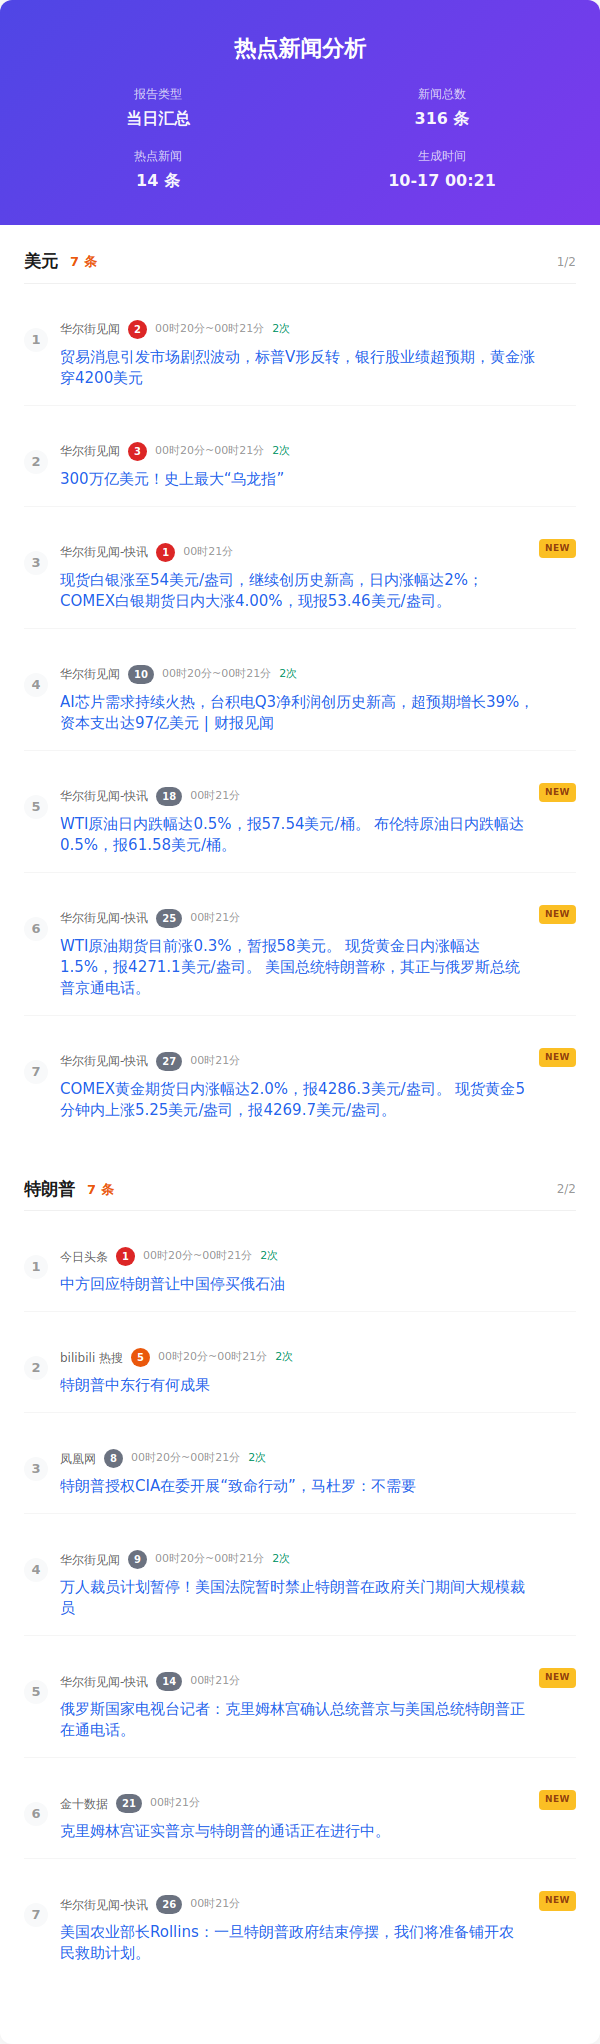 热点新闻分析
报告类型
当日汇总
新闻总数
316 条
热点新闻
14 条
生成时间
10-17 00:21
美元 7 条 1/2
1
华尔街见闻 2 00时20分~00时21分 2次
贸易消息引发市场剧烈波动，标普V形反转，银行股业绩超预期，黄金涨
穿4200美元
2
华尔街见闻 3 00时20分~00时21分 2次
300万亿美元！史上最大“乌龙指”
3
华尔街见闻-快讯 1 00时21分 NEW
现货白银涨至54美元/盎司，继续创历史新高，日内涨幅达2%；
COMEX白银期货日内大涨4.00%，现报53.46美元/盎司。
4
华尔街见闻 10 00时20分~00时21分 2次
AI芯片需求持续火热，台积电Q3净利润创历史新高，超预期增长39%，
资本支出达97亿美元 | 财报见闻
5
华尔街见闻-快讯 18 00时21分 NEW
WTI原油日内跌幅达0.5%，报57.54美元/桶。 布伦特原油日内跌幅达
0.5%，报61.58美元/桶。
6
华尔街见闻-快讯 25 00时21分 NEW
WTI原油期货目前涨0.3%，暂报58美元。 现货黄金日内涨幅达
1.5%，报4271.1美元/盎司。 美国总统特朗普称，其正与俄罗斯总统
普京通电话。
7
华尔街见闻-快讯 27 00时21分 NEW
COMEX黄金期货日内涨幅达2.0%，报4286.3美元/盎司。 现货黄金5
分钟内上涨5.25美元/盎司，报4269.7美元/盎司。
特朗普 7 条 2/2
1
今日头条 1 00时20分~00时21分 2次
中方回应特朗普让中国停买俄石油
2
bilibili 热搜 5 00时20分~00时21分 2次
特朗普中东行有何成果
3
凤凰网 8 00时20分~00时21分 2次
特朗普授权CIA在委开展“致命行动”，马杜罗：不需要
4
华尔街见闻 9 00时20分~00时21分 2次
万人裁员计划暂停！美国法院暂时禁止特朗普在政府关门期间大规模裁
员
5
华尔街见闻-快讯 14 00时21分 NEW
俄罗斯国家电视台记者：克里姆林宫确认总统普京与美国总统特朗普正
在通电话。
6
金十数据 21 00时21分 NEW
克里姆林宫证实普京与特朗普的通话正在进行中。
7
华尔街见闻-快讯 26 00时21分 NEW
美国农业部长Rollins：一旦特朗普政府结束停摆，我们将准备铺开农
民救助计划。